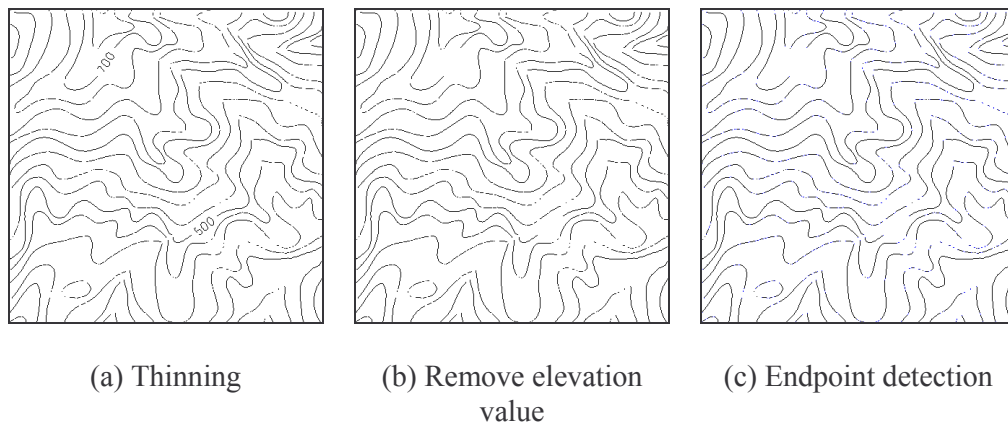 700
500
(a) Thinning
(b) Remove elevation
value
(c) Endpoint detection